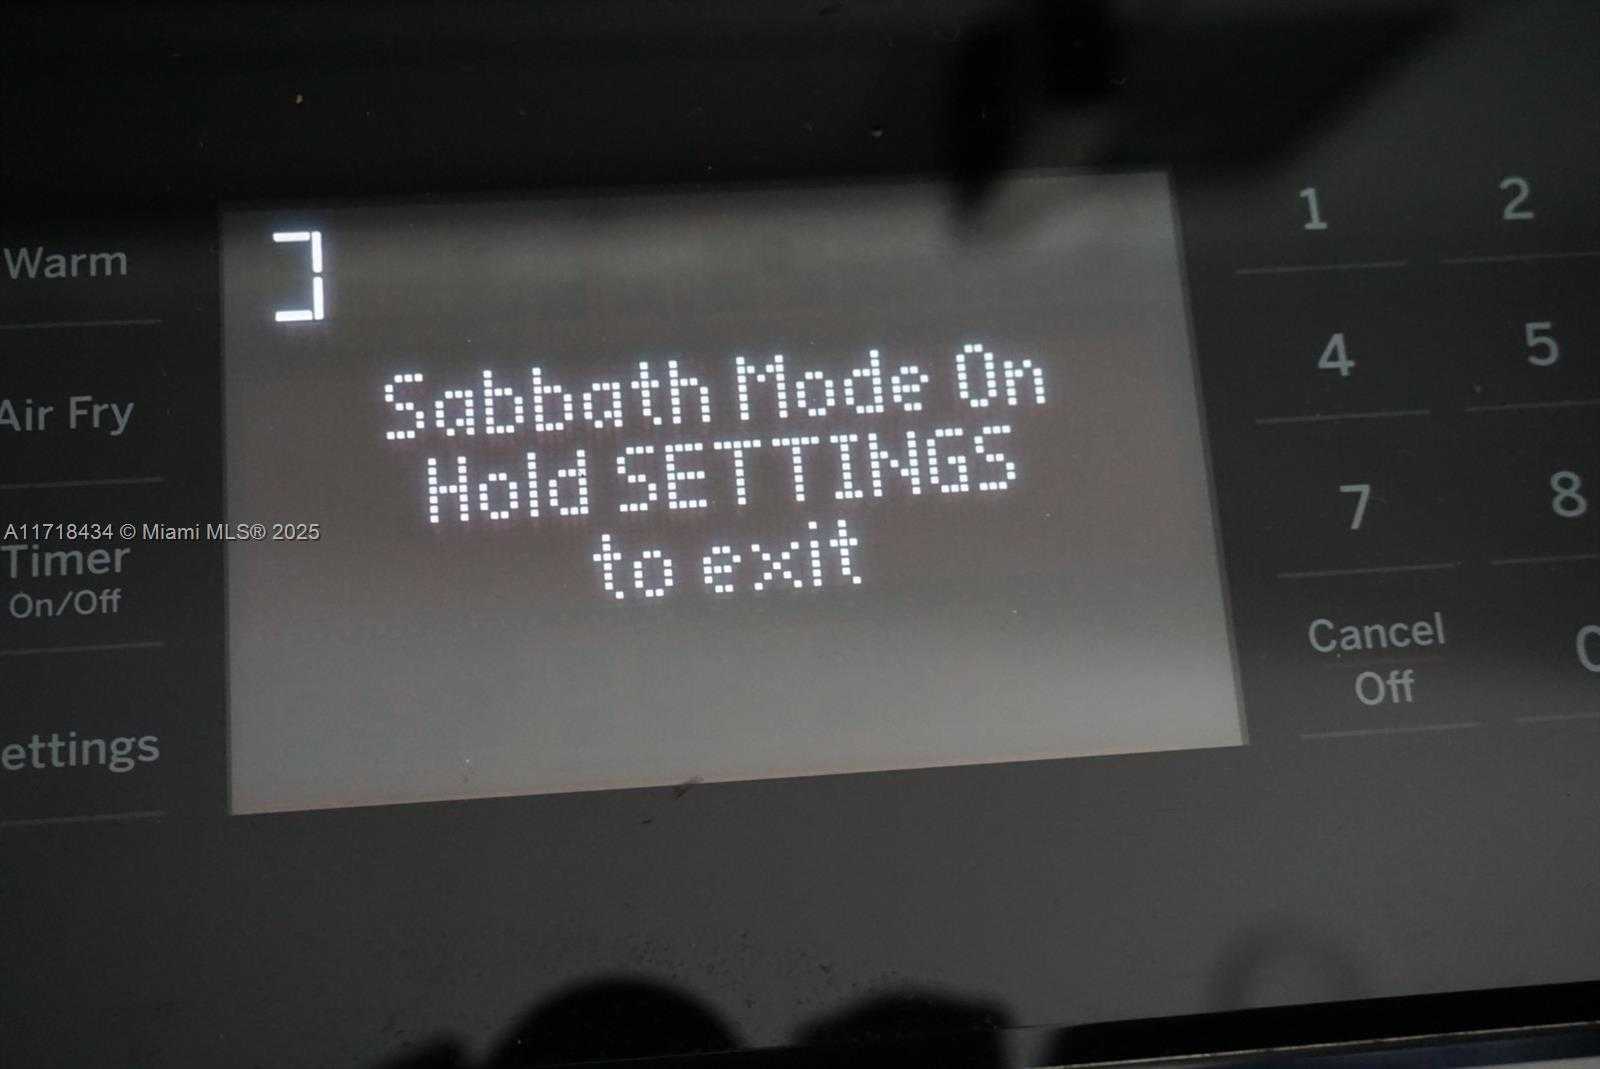 Warm
Air Fry
Timer
On/Off
ettings
]
Sabbath Mode On
Hold SETTINGS
to exit
1 2
4 5
7 8
Cancel
Off
0
A11718434 © Miami MLS® 2025